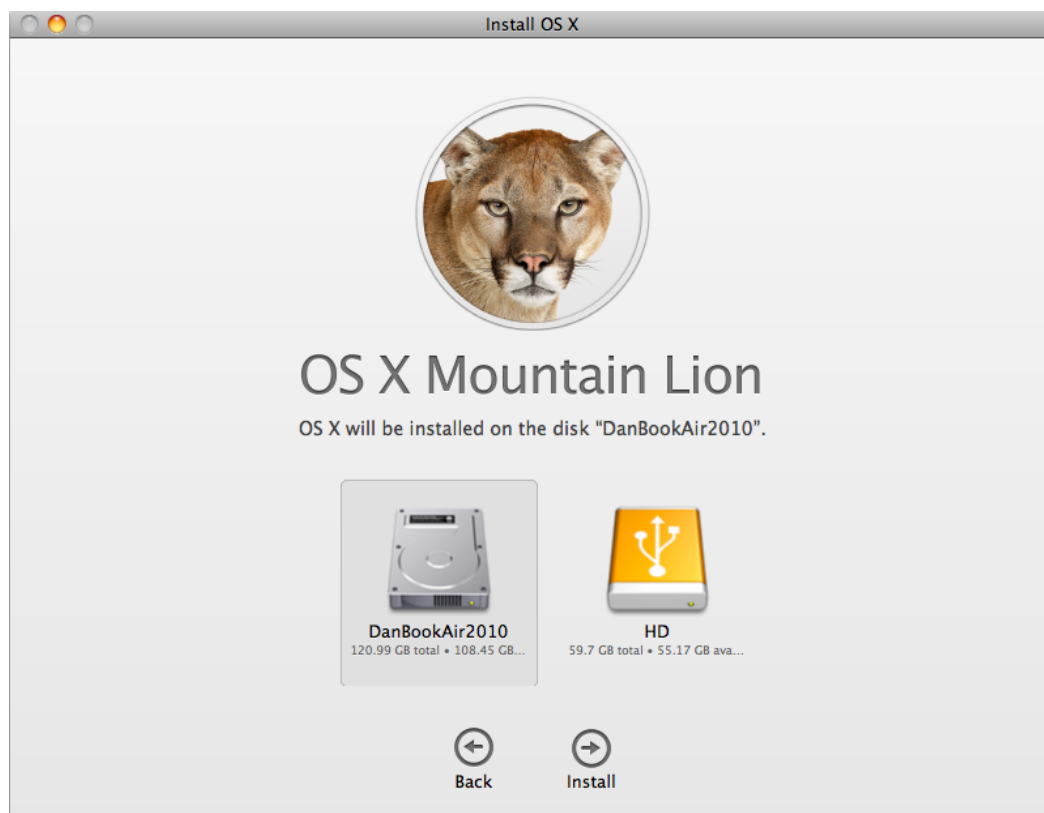 Install OS X
OS X Mountain Lion
OS X will be installed on the disk “DanBookAir2010”.
DanBookAir2010
120.99 GB total • 108.45 GB...
HD
59.7 GB total • 55.17 GB ava...
Back
Install